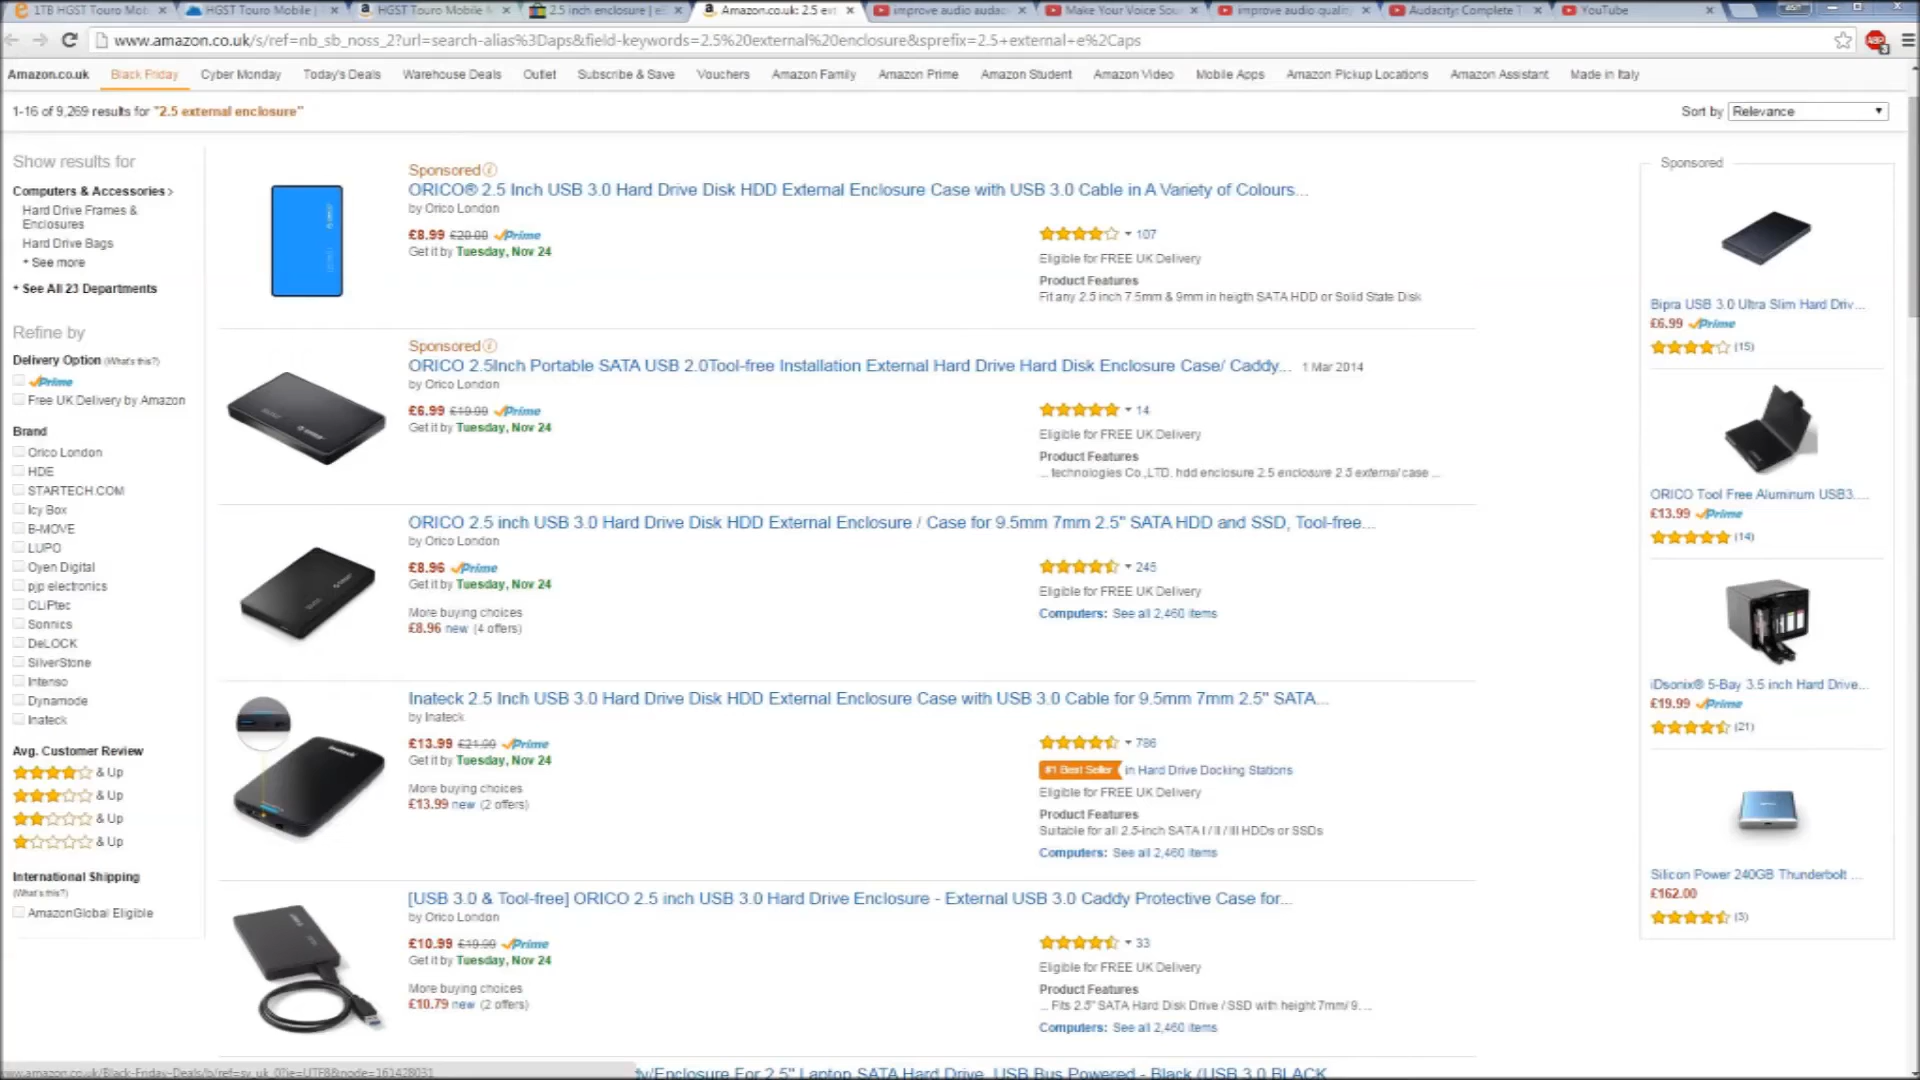 1TB HGST Touro Mobi
HGST Touro Mobile |
HGST Touro Mobile
2.5 inch enclosure | e
Amazon.co.uk: 2.5 ext
improve audio audac
Make Your Voice Sou
improve audio quality
Audacity: Complete T
YouTube
www.amazon.co.uk/s/ref=nb_sb_noss_2?url=search-alias%3Daps&field-keywords=2.5%20external%20enclosure&sprefix=2.5+external+e%2Caps
Amazon.co.uk Black Friday Cyber Monday Today's Deals Warehouse Deals Outlet Subscribe & Save Vouchers Amazon Family Amazon Prime Amazon Student Amazon Video Mobile Apps Amazon Pickup Locations Amazon Assistant Made in Italy
1-16 of 9,269 results for "2.5 external enclosure"
Sort by Relevance
Show results for
Computers & Accessories >
Hard Drive Frames &
Enclosures
Hard Drive Bags
+ See more
+ See All 23 Departments
Refine by
Delivery Option (What's this?)
Prime
Free UK Delivery by Amazon
Brand
Orico London
HDE
STARTECH.COM
Icy Box
B-MOVE
LUPO
Oyen Digital
pjp electronics
CLiPtec
Sonnics
DeLOCK
SilverStone
Intenso
Dynamode
Inateck
Avg. Customer Review
& Up
& Up
& Up
& Up
International Shipping
(What's this?)
AmazonGlobal Eligible
Sponsored
ORICO® 2.5 Inch USB 3.0 Hard Drive Disk HDD External Enclosure Case with USB 3.0 Cable in A Variety of Colours...
by Orico London
£8.99 £20.00 Prime
Get it by Tuesday, Nov 24
107
Eligible for FREE UK Delivery
Product Features
Fit any 2.5 inch 7.5mm & 9mm in heigth SATA HDD or Solid State Disk
Sponsored
ORICO 2.5Inch Portable SATA USB 2.0Tool-free Installation External Hard Drive Hard Disk Enclosure Case/ Caddy... 1 Mar 2014
by Orico London
£6.99 £19.99 Prime
Get it by Tuesday, Nov 24
14
Eligible for FREE UK Delivery
Product Features
... technologies Co.,LTD. hdd enclosure 2.5 enclosure 2.5 external case ...
ORICO 2.5 inch USB 3.0 Hard Drive Disk HDD External Enclosure / Case for 9.5mm 7mm 2.5" SATA HDD and SSD, Tool-free...
by Orico London
£8.96 Prime
Get it by Tuesday, Nov 24
More buying choices
£8.96 new (4 offers)
245
Eligible for FREE UK Delivery
Computers: See all 2,460 items
Inateck 2.5 Inch USB 3.0 Hard Drive Disk HDD External Enclosure Case with USB 3.0 Cable for 9.5mm 7mm 2.5" SATA...
by Inateck
£13.99 £21.99 Prime
Get it by Tuesday, Nov 24
More buying choices
£13.99 new (2 offers)
786
#1 Best Seller in Hard Drive Docking Stations
Eligible for FREE UK Delivery
Product Features
Suitable for all 2.5-inch SATA I / II / III HDDs or SSDs
Computers: See all 2,460 items
[USB 3.0 & Tool-free] ORICO 2.5 inch USB 3.0 Hard Drive Enclosure - External USB 3.0 Caddy Protective Case for...
by Orico London
£10.99 £19.99 Prime
Get it by Tuesday, Nov 24
More buying choices
£10.79 new (2 offers)
33
Eligible for FREE UK Delivery
Product Features
... Fits 2.5" SATA Hard Disk Drive / SSD with height 7mm/ 9....
Computers: See all 2,460 items
dy/Enclosure For 2.5" Laptop SATA Hard Drive, USB Bus Powered - Black (USB 3.0 BLACK
Sponsored
Bipra USB 3.0 Ultra Slim Hard Driv...
£6.99 Prime
(15)
ORICO Tool Free Aluminum USB3....
£13.99 Prime
(14)
iDsonix® 5-Bay 3.5 inch Hard Drive...
£19.99 Prime
(21)
Silicon Power 240GB Thunderbolt ...
£162.00
(3)
www.amazon.co.uk/Black-Friday-Deals/b/ref=sv_uk_0?ie=UTF8&node=161428031